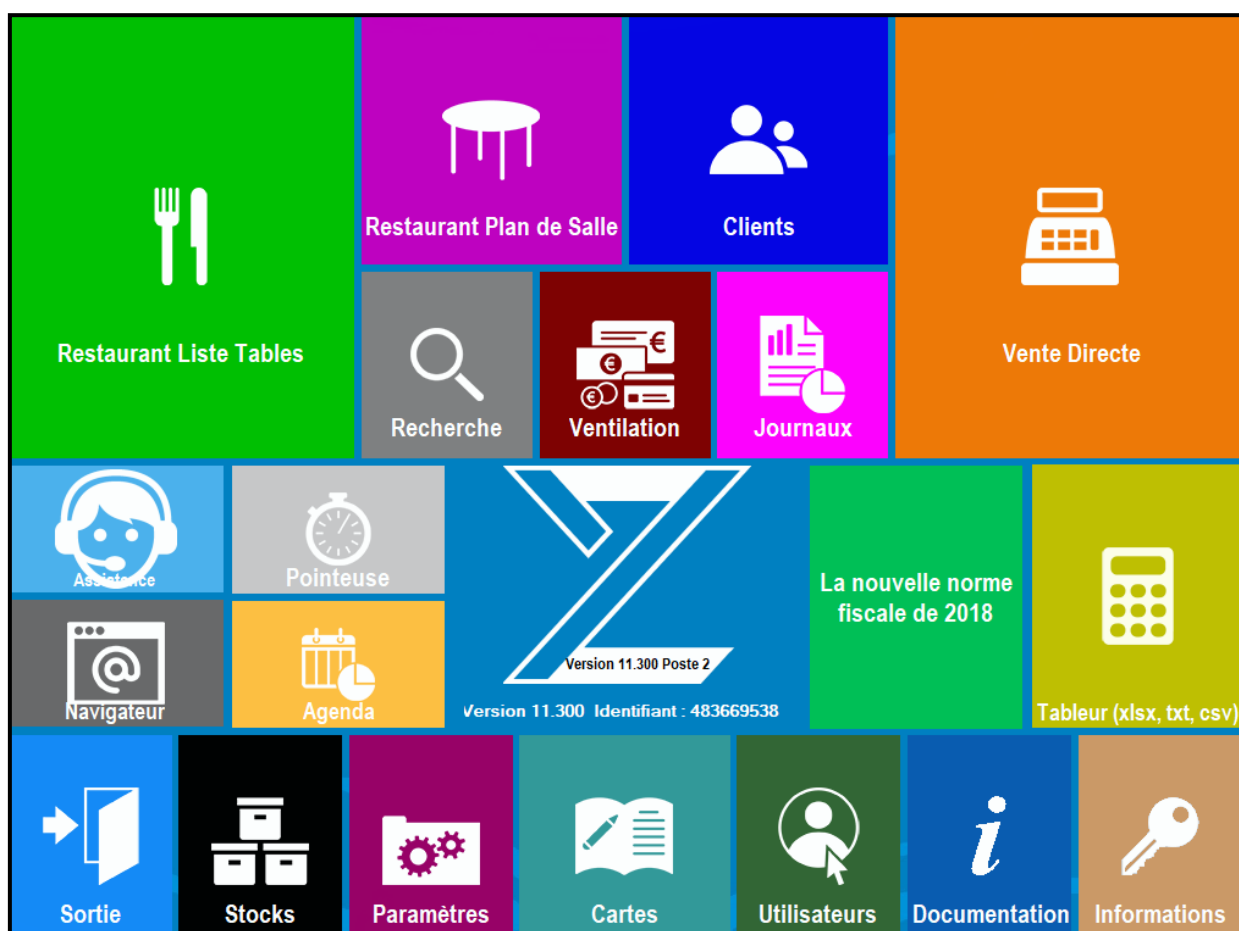 Restaurant Plan de Salle
Clients
Restaurant Liste Tables
Vente Directe
Recherche
Ventilation
Journaux
Assistence
Pointeuse
La nouvelle norme
fiscale de 2018
Version 11.300 Poste 2
Navigateur
Agenda
Version 11.300 Identifiant : 483669538
Tableur (xlsx, txt, csv)
Sortie
Stocks
Paramètres
Cartes
Utilisateurs
Documentation
Informations